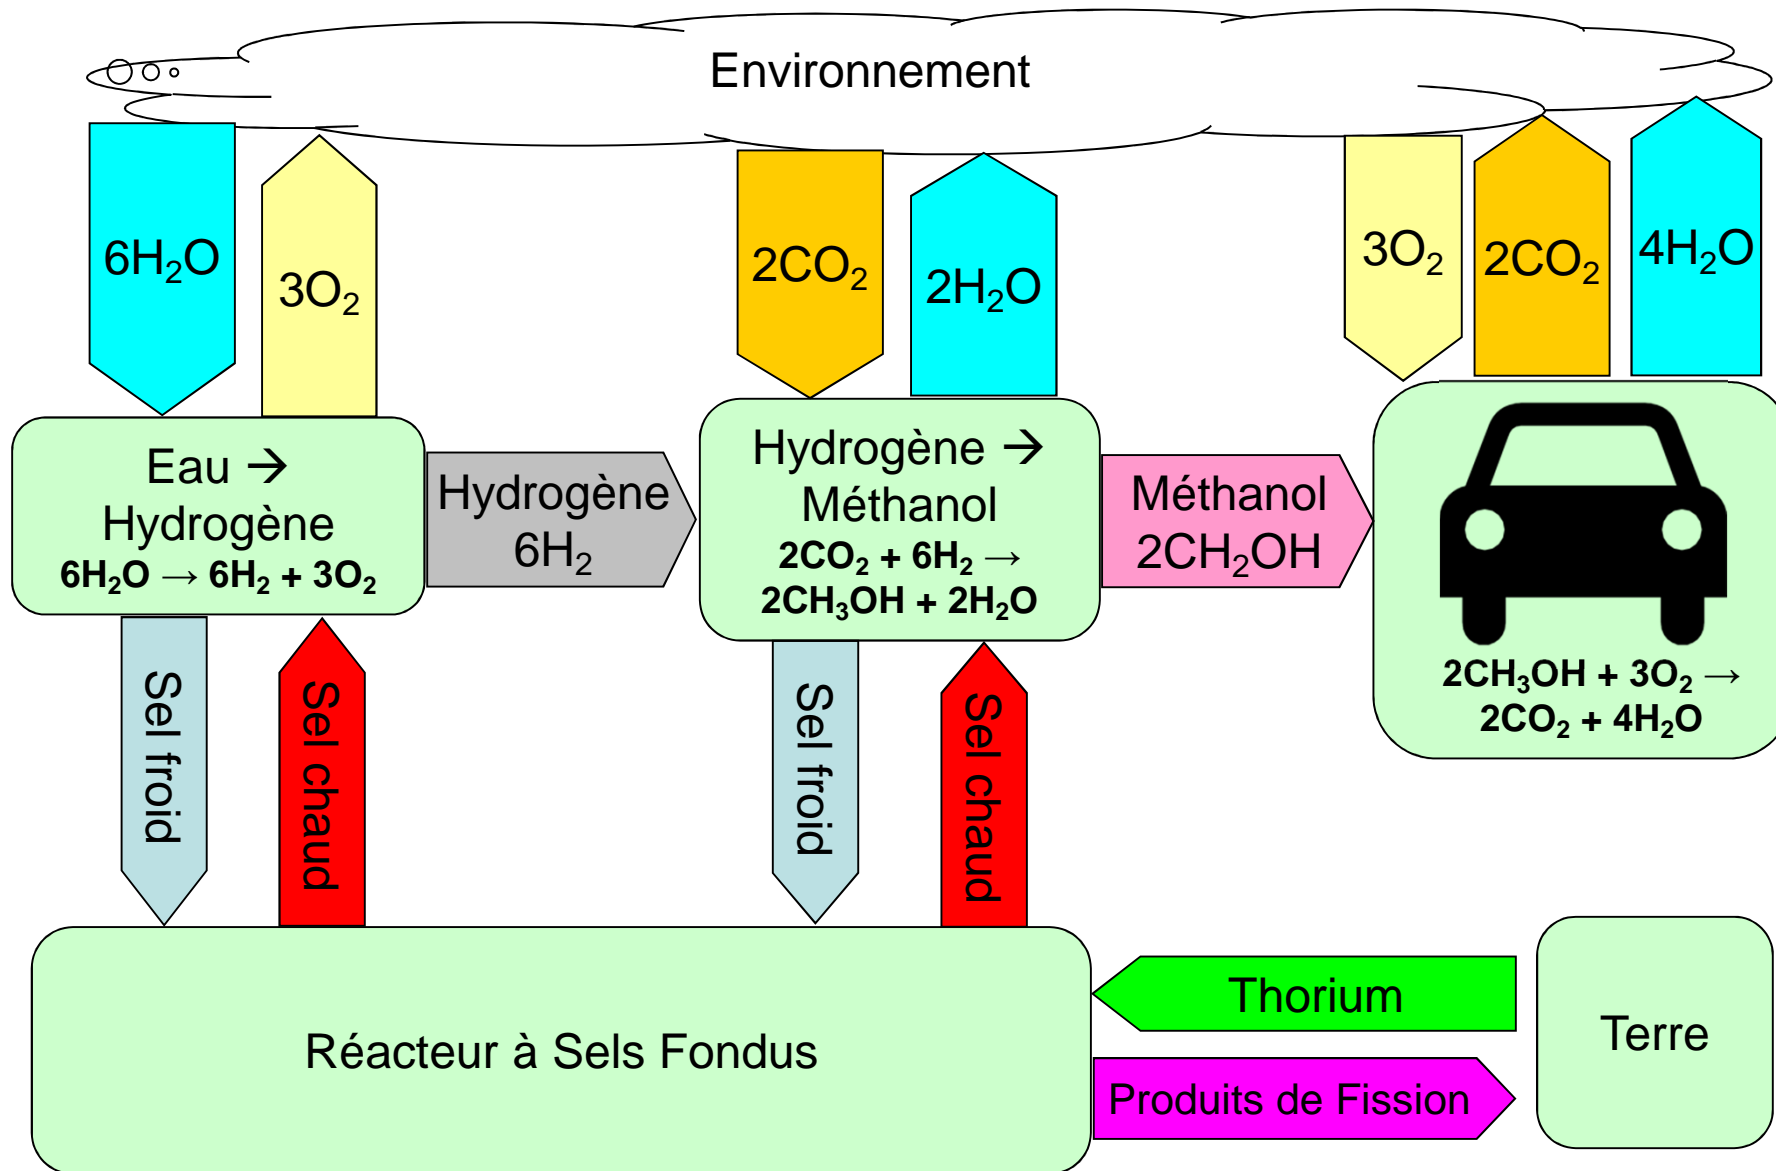 Environnement
6H₂O
3O₂
2CO₂
2H₂O
3O₂
2CO₂
4H₂O
Eau →
Hydrogène
6H₂O → 6H₂ + 3O₂
Hydrogène
6H₂
Hydrogène →
Méthanol
2CO₂ + 6H₂ →
2CH₃OH + 2H₂O
Méthanol
2CH₂OH
2CH₃OH + 3O₂ →
2CO₂ + 4H₂O
Sel froid
Sel chaud
Sel froid
Sel chaud
Réacteur à Sels Fondus
Thorium
Produits de Fission
Terre